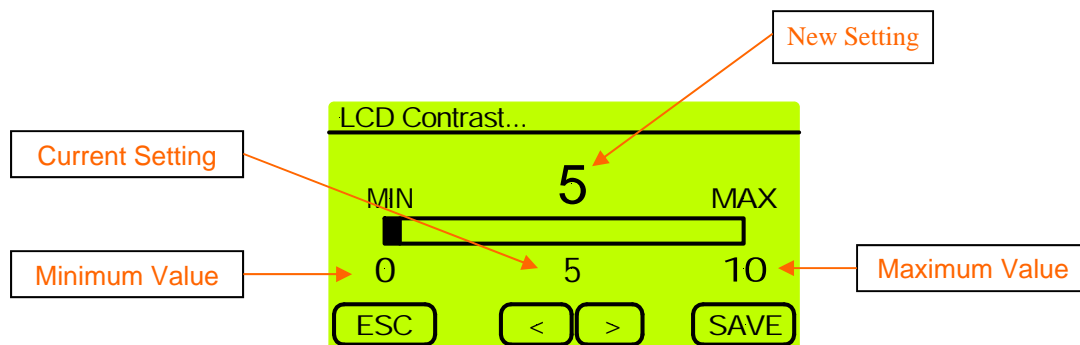 New Setting
LCD Contrast...
Current Setting
5
MIN MAX
Minimum Value
0 5 10
Maximum Value
ESC < > SAVE